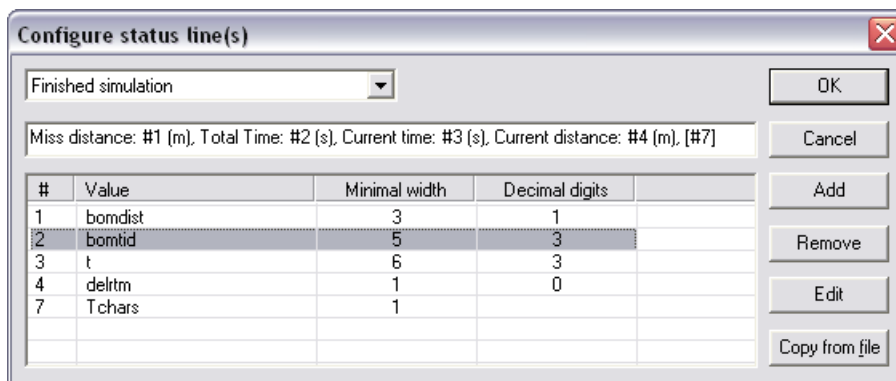 Configure status line(s)
Finished simulation
OK
Miss distance: #1 (m), Total Time: #2 (s), Current time: #3 (s), Current distance: #4 (m), [#7]
Cancel
# Value Minimal width Decimal digits
Add
1 bomdist 3 1
2 bomtid 5 3
Remove
3 t 6 3
4 delrtm 1 0
Edit
7 Tchars 1
Copy from file